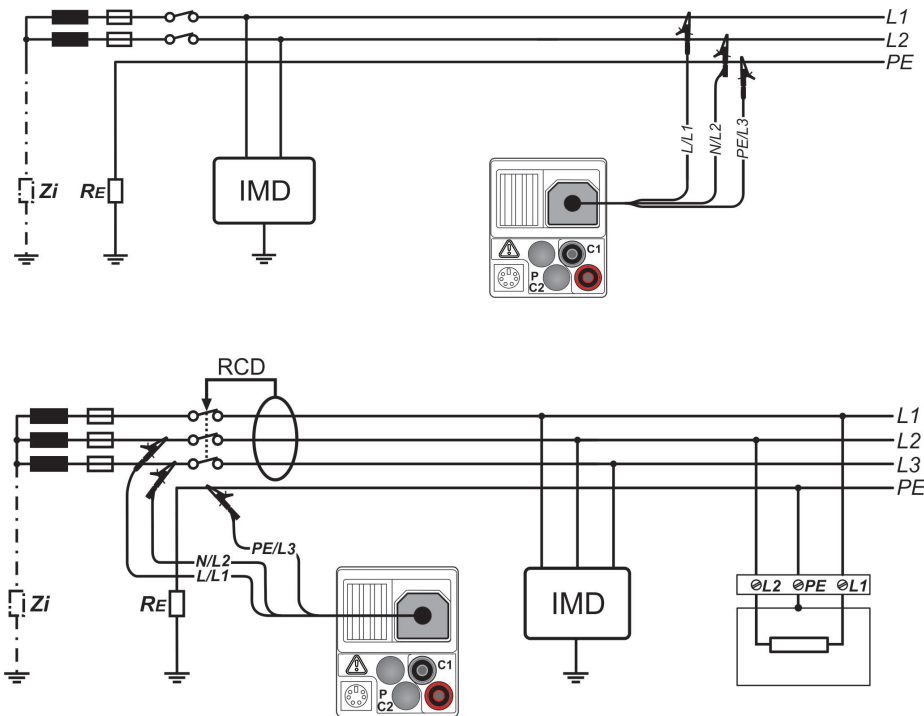 L1
L2
PE
L/L1
N/L2
PE/L3
Zi
RE
IMD
C1
P
C2
RCD
L1
L2
L3
PE
PE/L3
N/L2
L/L1
Zi
RE
IMD
L2 PE L1
C1
P
C2